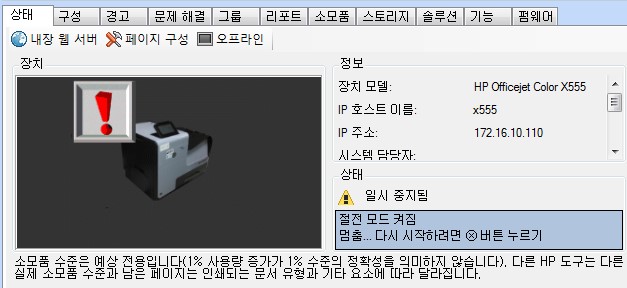 상태 구성 경고 문제 해결 그룹 리포트 소모품 스토리지 솔루션 기능 펌웨어
내장 웹 서버 페이지 구성 오프라인
장치
정보
장치 모델: HP Officejet Color X555
IP 호스트 이름: x555
IP 주소: 172.16.10.110
시스템 담당자:
상태
일시 중지됨
절전 모드 켜짐
멈춤... 다시 시작하려면 ⓧ 버튼 누르기
소모품 수준은 예상 전용입니다(1% 사용량 증가가 1% 수준의 정확성을 의미하지 않습니다). 다른 HP 도구는 다른
실제 소모품 수준과 남은 페이지는 인쇄되는 문서 유형과 기타 요소에 따라 달라집니다.